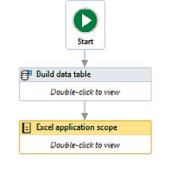 Start
Build data table
Double-click to view
Excel application scope
Double-click to view